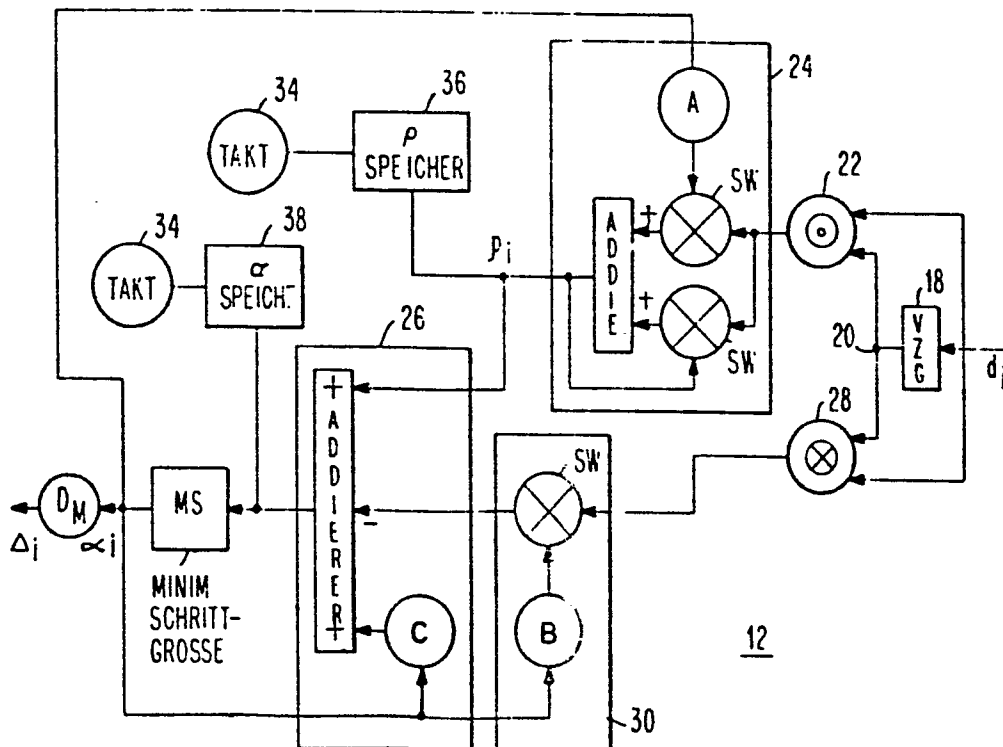 24
A
34
36
TAKT
ρ
SPEICHER
SW
22
+
ADDIE
34
38
TAKT
α
SPEICH-
ρi
+
SW
18
VZG
20
di
26
28
+ADDIERER+
SW
-
DM
MS
Δi
αi
MINIM
SCHRITT-
GROSSE
C
B
12
30